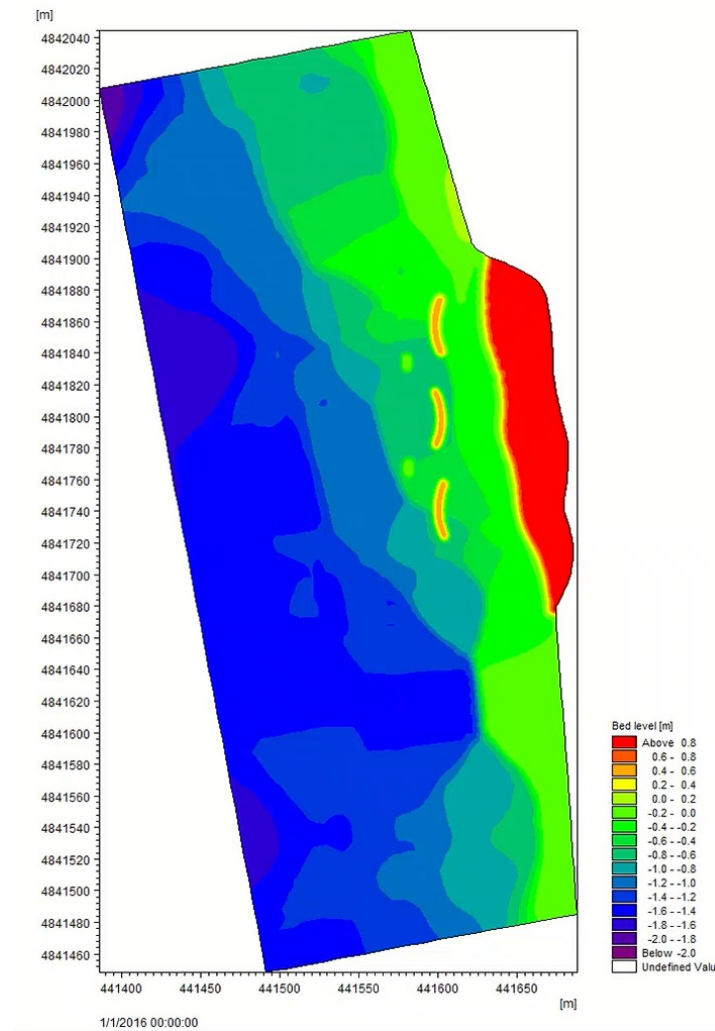 [m]
4842040
4842020
4842000
4841980
4841960
4841940
4841920
4841900
4841880
4841860
4841840
4841820
4841800
4841780
4841760
4841740
4841720
4841700
4841680
4841660
4841640
4841620
4841600
4841580
4841560
4841540
4841520
4841500
4841480
4841460
441400 441450 441500 441550 441600 441650
[m]
1/1/2016 00:00:00
Bed level [m]
Above 0.8
0.6 - 0.8
0.4 - 0.6
0.2 - 0.4
0.0 - 0.2
-0.2 - 0.0
-0.4 - -0.2
-0.6 - -0.4
-0.8 - -0.6
-1.0 - -0.8
-1.2 - -1.0
-1.4 - -1.2
-1.6 - -1.4
-1.8 - -1.6
-2.0 - -1.8
Below -2.0
Undefined Valu